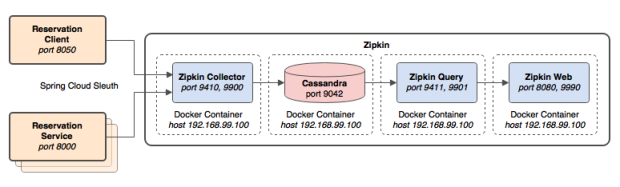 Reservation
Client
port 8050
Spring Cloud Sleuth
Reservation
Service
port 8000
Zipkin
Zipkin Collector
port 9410, 9900
Docker Container
host 192.168.99.100
Cassandra
port 9042
Docker Container
host 192.168.99.100
Zipkin Query
port 9411, 9901
Docker Container
host 192.168.99.100
Zipkin Web
port 8080, 9990
Docker Container
host 192.168.99.100